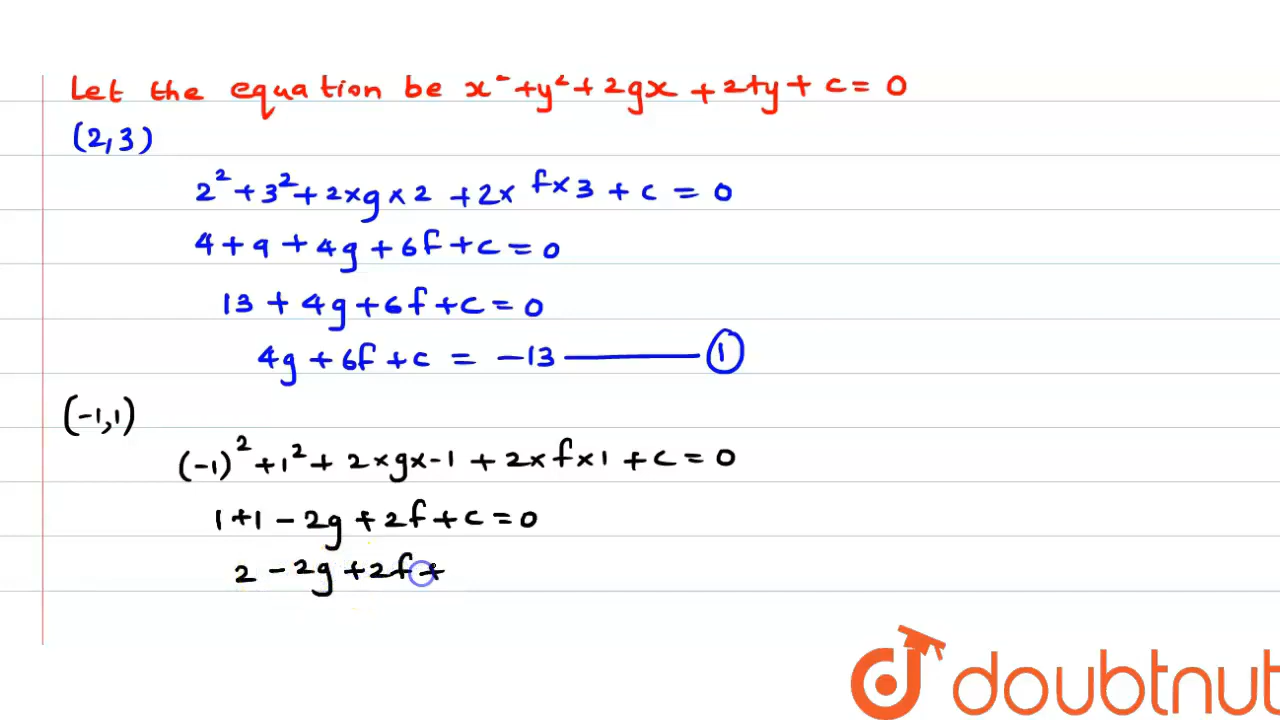 Let the equation be x² + y² + 2gx + 2fy + c = 0
(2,3)
2² + 3² + 2×g×2 + 2× f×3 + c = 0
4 + 9 + 4g + 6f + c = 0
13 + 4g + 6f + c = 0
4g + 6f + c = -13 ——— ①
(-1,1)
(-1)² + 1² + 2×g×-1 + 2×f×1 + c = 0
1 + 1 - 2g + 2f + c = 0
2 - 2g + 2f +
doubtnut